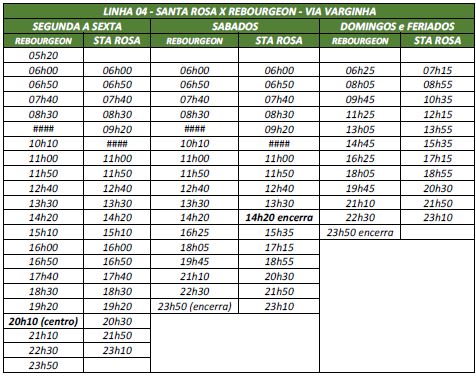 LINHA 04 - SANTA ROSA X REBOURGEON - VIA VARGINHA
SEGUNDA A SEXTA SABADOS DOMINGOS e FERIADOS
REBOURGEON STA ROSA REBOURGEON STA ROSA REBOURGEON STA ROSA
05h20
06h00 06h00 06h00 06h00 06h25 07h15
06h50 06h50 06h50 06h50 08h05 08h55
07h40 07h40 07h40 07h40 09h45 10h35
08h30 08h30 08h30 08h30 11h25 12h15
#### 09h20 #### 09h20 13h05 13h55
10h10 #### 10h10 #### 14h45 15h35
11h00 11h00 11h00 11h00 16h25 17h15
11h50 11h50 11h50 11h50 18h05 18h55
12h40 12h40 12h40 12h40 19h45 20h30
13h30 13h30 13h30 13h30 21h10 21h50
14h20 14h20 14h20 14h20 encerra 22h30 23h10
15h10 15h10 16h25 15h35 23h50 encerra
16h00 16h00 18h05 17h15
16h50 16h50 19h45 18h55
17h40 17h40 21h10 20h30
18h30 18h30 22h30 21h50
19h20 19h20 23h50 (encerra) 23h10
20h10 (centro) 20h30
21h10 21h50
22h30 23h10
23h50